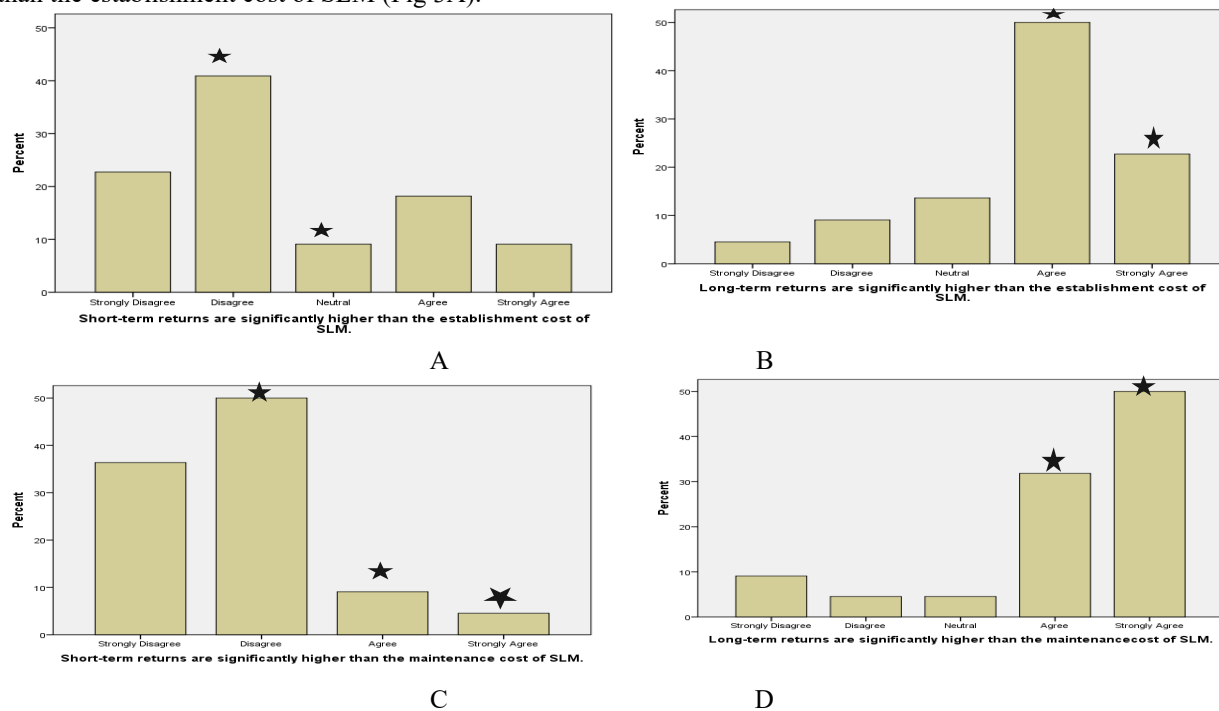 than the establishment cost of SLM (Fig 3A).
50
40
30
20
10
0
Percent
Strongly Disagree Disagree Neutral Agree Strongly Agree
Short-term returns are significantly higher than the establishment cost of
SLM.
A
50
40
30
20
10
0
Percent
Strongly Disagree Disagree Neutral Agree Strongly Agree
Long-term returns are significantly higher than the establishment cost of
SLM.
B
50
40
30
20
10
0
Percent
Strongly Disagree Disagree Agree Strongly Agree
Short-term returns are significantly higher than the maintenance cost of SLM.
C
50
40
30
20
10
0
Percent
Strongly Disagree Disagree Neutral Agree Strongly Agree
Long-term returns are significantly higher than the maintenancecost of SLM.
D